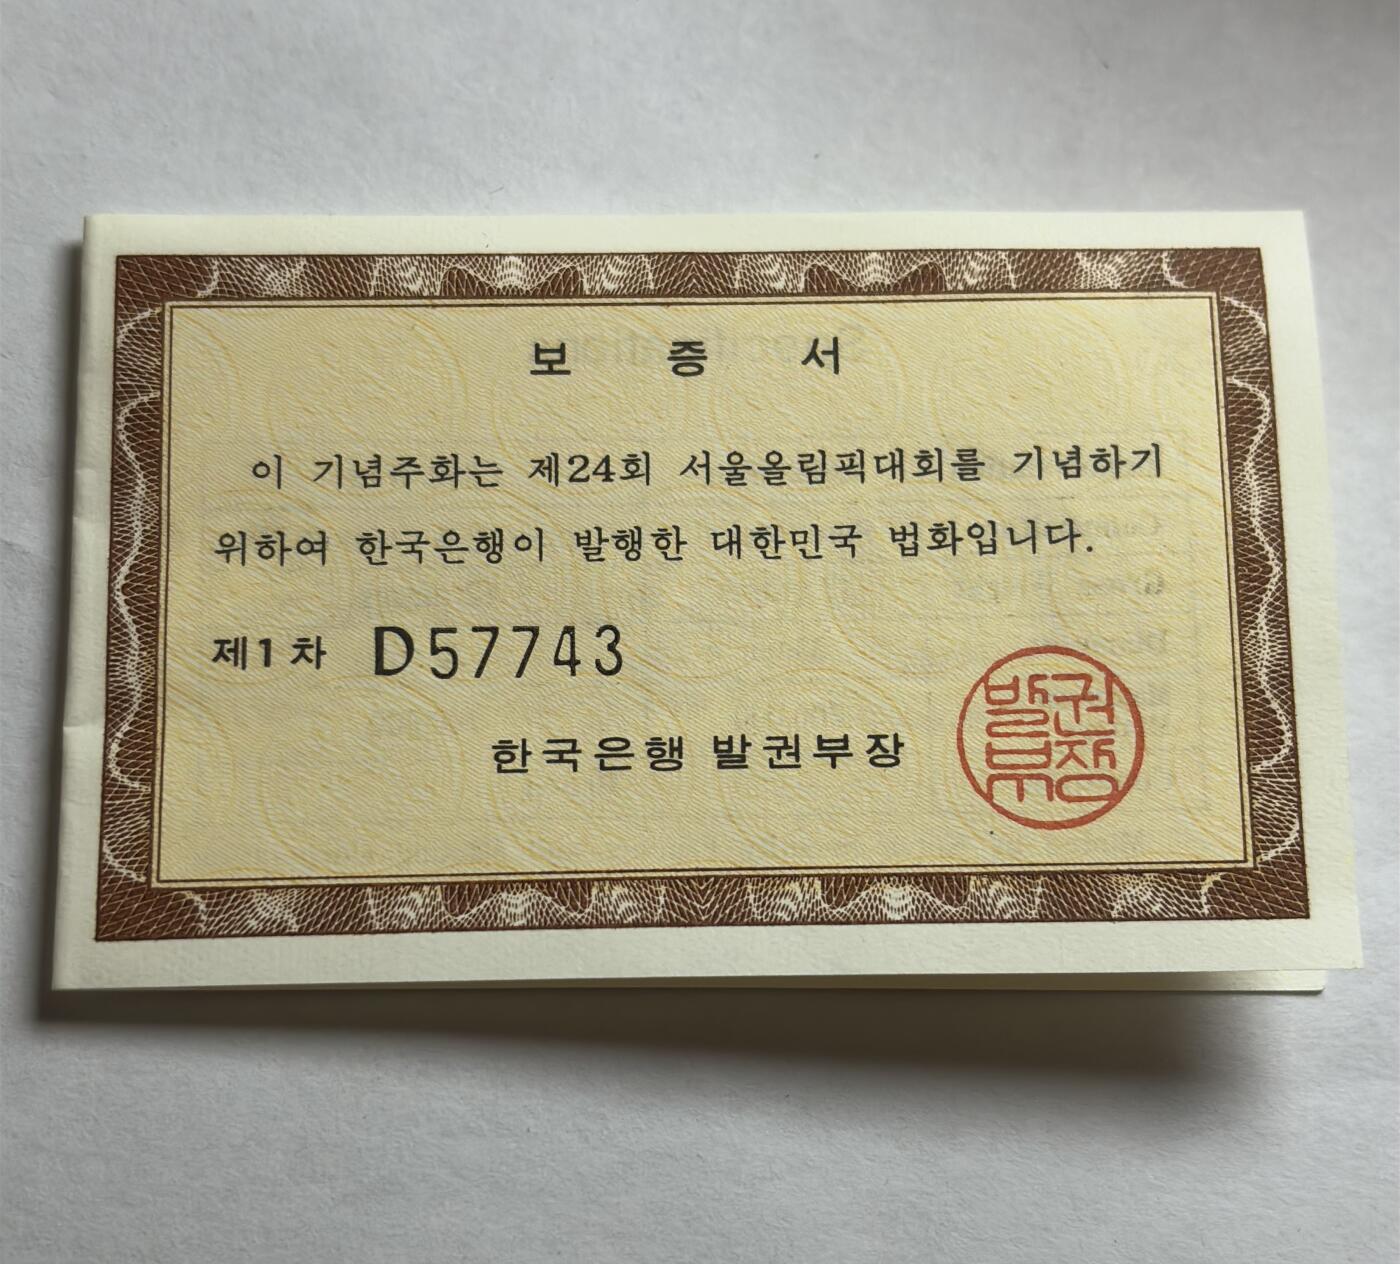 보 증 서
이 기념주화는 제24회 서울올림픽대회를 기념하기
위하여 한국은행이 발행한 대한민국 법화입니다.
제1차 D57743
한국은행 발권부장
발권
부장